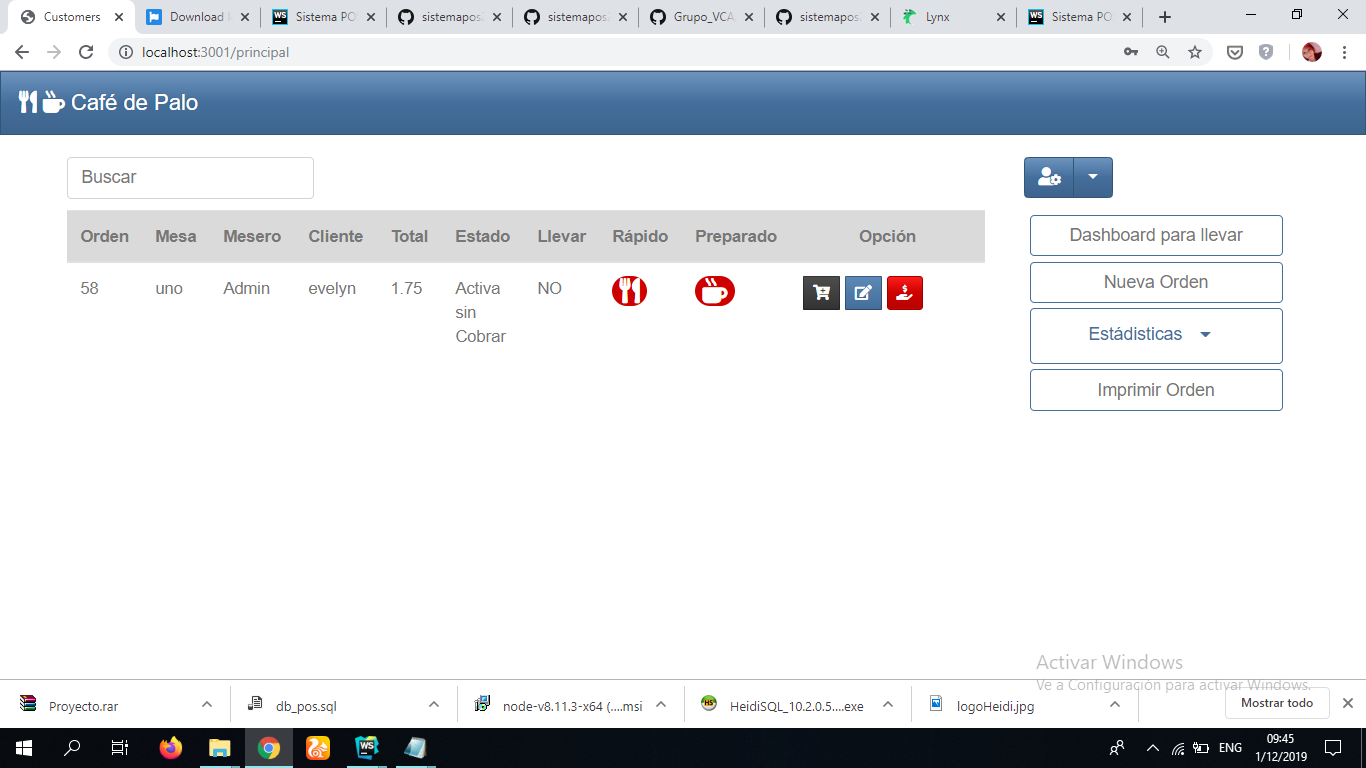 Customers
Download
Sistema PO
sistemapos
sistemapos
Grupo_VCA
sistemapos
Lynx
Sistema PO
localhost:3001/principal
Café de Palo
Buscar
Orden Mesa Mesero Cliente Total Estado Llevar Rápido Preparado Opción
58 uno Admin evelyn 1.75 Activa sin Cobrar NO
Dashboard para llevar
Nueva Orden
Estádisticas
Imprimir Orden
Activar Windows
Ve a Configuración para activar Windows.
Proyecto.rar
db_pos.sql
node-v8.11.3-x64 (....msi
HeidiSQL_10.2.0.5....exe
logoHeidi.jpg
Mostrar todo
WS
ENG
09:45
1/12/2019